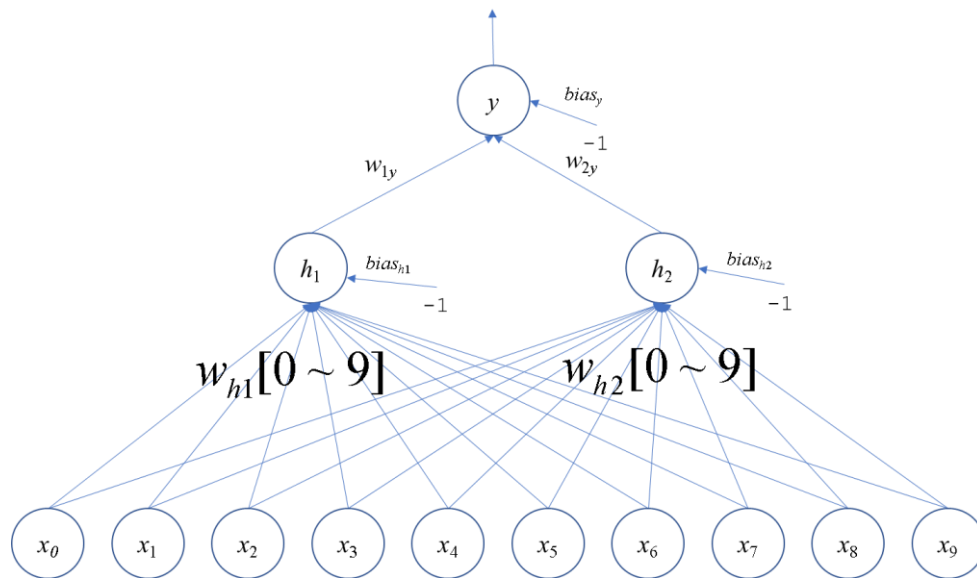 y
bias_y
-1
w_1y
w_2y
h_1
bias_h1
-1
h_2
bias_h2
-1
w_h1[0 ~ 9]
w_h2[0 ~ 9]
x_0 x_1 x_2 x_3 x_4 x_5 x_6 x_7 x_8 x_9